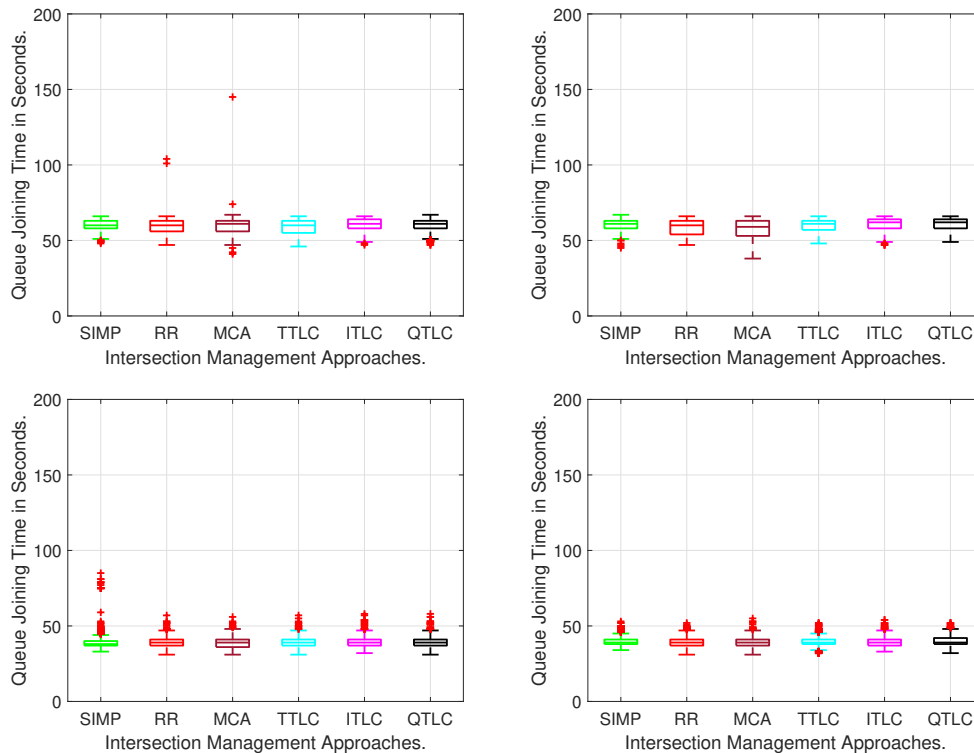 200
150
100
50
0
Queue Joining Time in Seconds.
SIMP RR MCA TTLC ITLC QTLC
Intersection Management Approaches.
200
150
100
50
0
Queue Joining Time in Seconds.
SIMP RR MCA TTLC ITLC QTLC
Intersection Management Approaches.
200
150
100
50
0
Queue Joining Time in Seconds.
SIMP RR MCA TTLC ITLC QTLC
Intersection Management Approaches.
200
150
100
50
0
Queue Joining Time in Seconds.
SIMP RR MCA TTLC ITLC QTLC
Intersection Management Approaches.